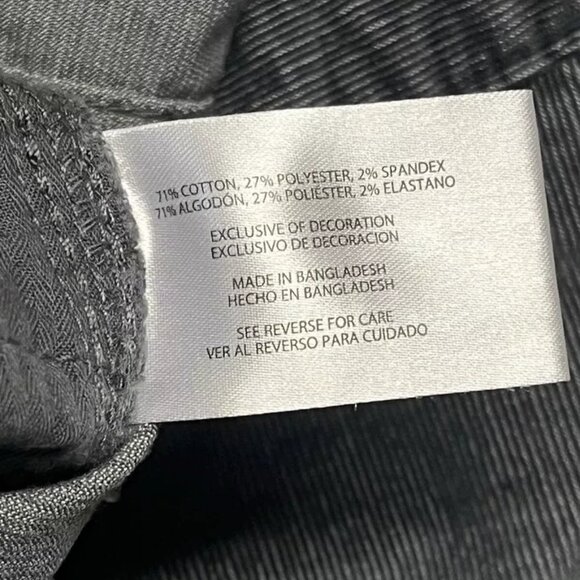 71% COTTON, 27% POLYESTER, 2% SPANDEX
71% ALGODÓN, 27% POLIÉSTER, 2% ELASTANO
EXCLUSIVE OF DECORATION
EXCLUSIVO DE DECORACION
MADE IN BANGLADESH
HECHO EN BANGLADESH
SEE REVERSE FOR CARE
VER AL REVERSO PARA CUIDADO